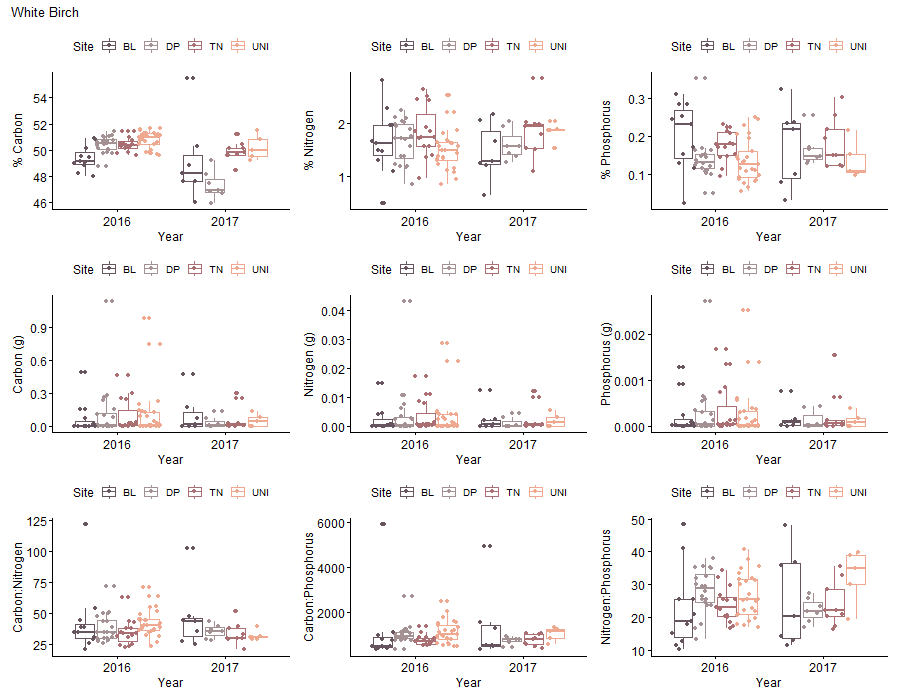 White Birch
Site BL DP TN UNI
% Carbon
54
52
50
48
46
2016 2017
Year
Site BL DP TN UNI
% Nitrogen
2
1
2016 2017
Year
Site BL DP TN UNI
% Phosphorus
0.3
0.2
0.1
2016 2017
Year
Site BL DP TN UNI
Carbon (g)
0.9
0.6
0.3
0.0
2016 2017
Year
Site BL DP TN UNI
Nitrogen (g)
0.04
0.03
0.02
0.01
0.00
2016 2017
Year
Site BL DP TN UNI
Phosphorus (g)
0.002
0.001
0.000
2016 2017
Year
Site BL DP TN UNI
Carbon:Nitrogen
125
100
75
50
25
2016 2017
Year
Site BL DP TN UNI
Carbon:Phosphorus
6000
4000
2000
2016 2017
Year
Site BL DP TN UNI
Nitrogen:Phosphorus
50
40
30
20
10
2016 2017
Year